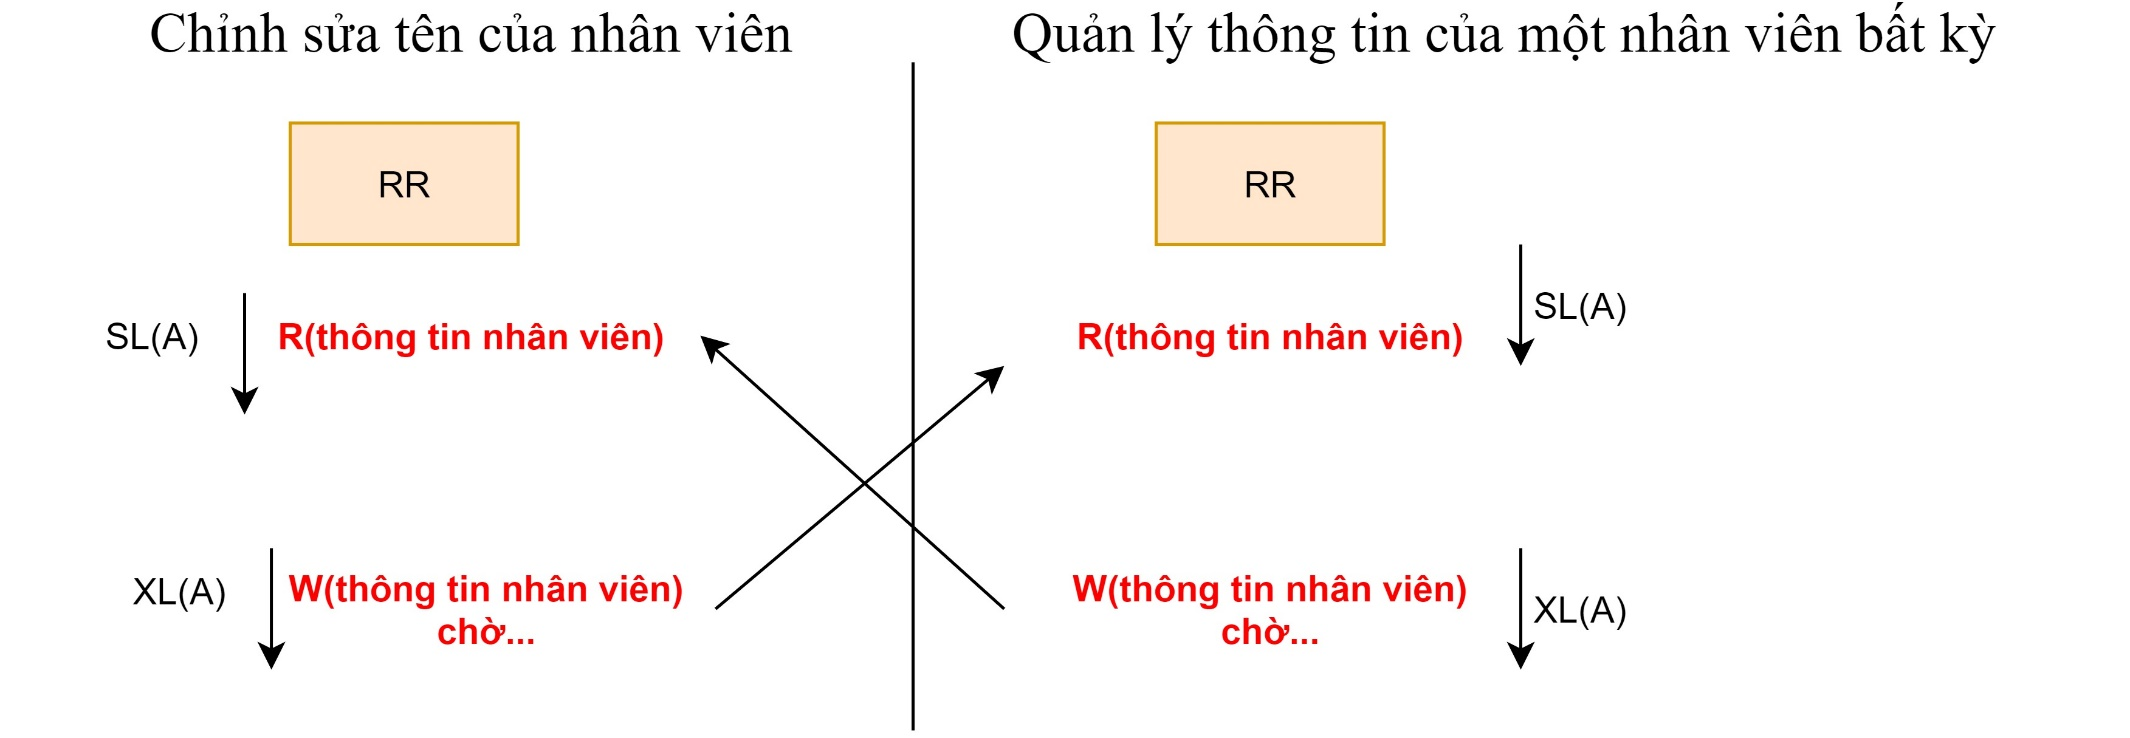 Chỉnh sửa tên của nhân viên
Quản lý thông tin của một nhân viên bất kỳ
RR
RR
SL(A)
R(thông tin nhân viên)
R(thông tin nhân viên)
SL(A)
XL(A)
W(thông tin nhân viên)
chờ...
W(thông tin nhân viên)
chờ...
XL(A)